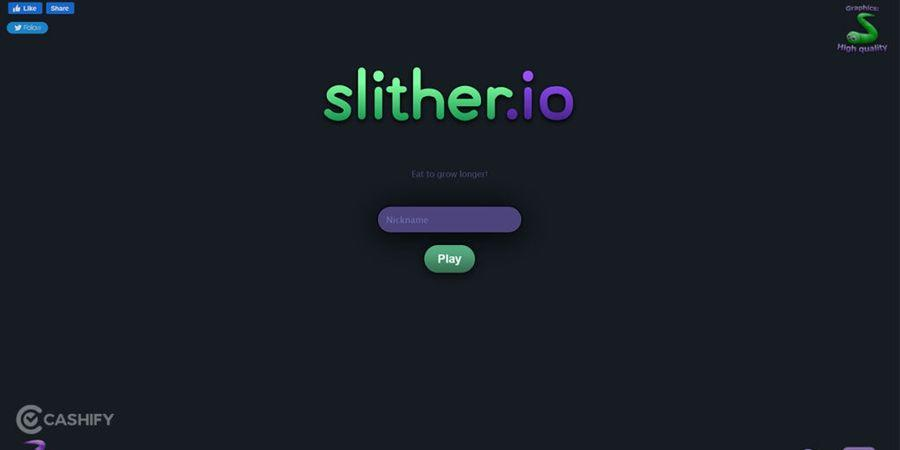 Like Share
Follow
Graphics:
High quality
slither.io
Eat to grow longer!
Nickname
Play
CASHIFY